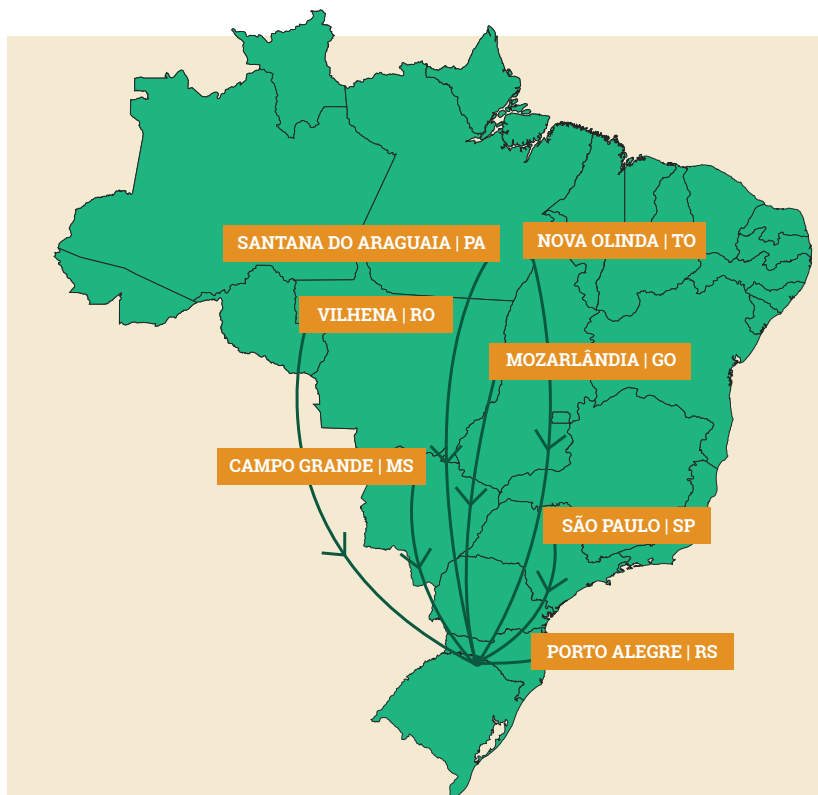 SANTANA DO ARAGUAIA | PA
NOVA OLINDA | TO
VILHENA | RO
MOZARLÂNDIA | GO
CAMPO GRANDE | MS
SÃO PAULO | SP
PORTO ALEGRE | RS